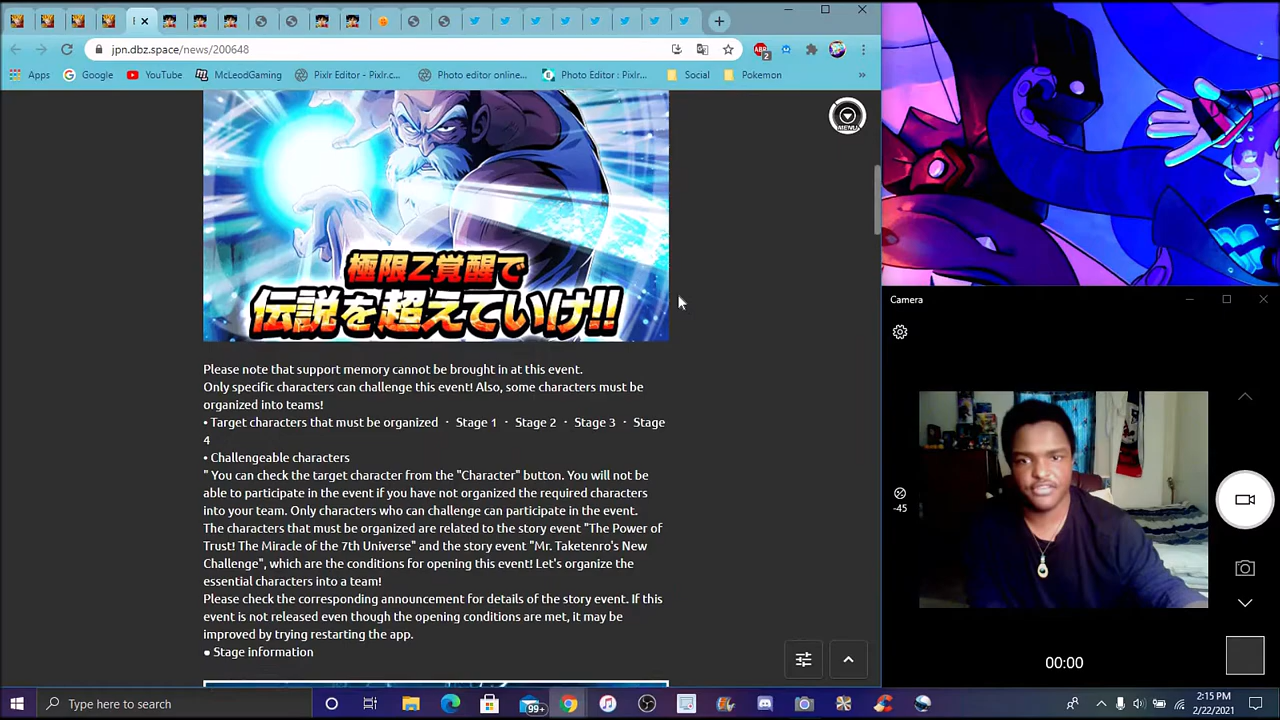 jpn.dbz.space/news/200648
ABP
2
Apps
Google
YouTube
McLeodGaming
Pixlr Editor - Pixlr.c...
Photo editor online...
Photo Editor : Pixlr...
Social
Pokemon
»
MENU
極限Z覚醒で
伝説を超えていけ!!
Camera
Please note that support memory cannot be brought in at this event.
Only specific characters can challenge this event! Also, some characters must be
organized into teams!
• Target characters that must be organized ・ Stage 1 ・ Stage 2 ・ Stage 3 ・ Stage
4
• Challengeable characters
" You can check the target character from the "Character" button. You will not be
able to participate in the event if you have not organized the required characters
into your team. Only characters who can challenge can participate in the event.
The characters that must be organized are related to the story event "The Power of
Trust! The Miracle of the 7th Universe" and the story event "Mr. Taketenro's New
Challenge", which are the conditions for opening this event! Let's organize the
essential characters into a team!
Please check the corresponding announcement for details of the story event. If this
event is not released even though the opening conditions are met, it may be
improved by trying restarting the app.
● Stage information
-45
00:00
Type here to search
99+
2:15 PM
2/22/2021